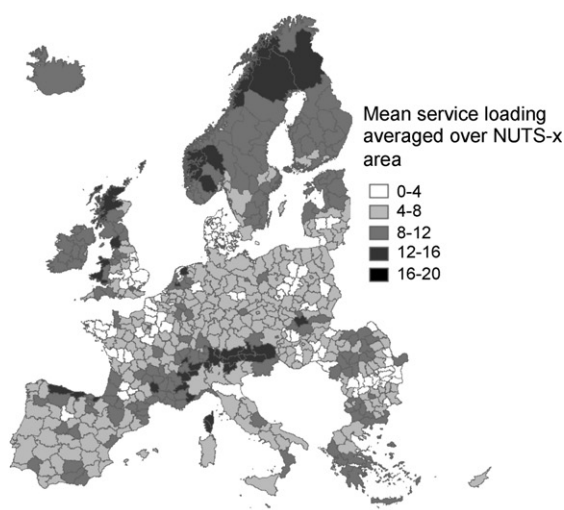 Mean service loading
averaged over NUTS-x
area
0-4
4-8
8-12
12-16
16-20